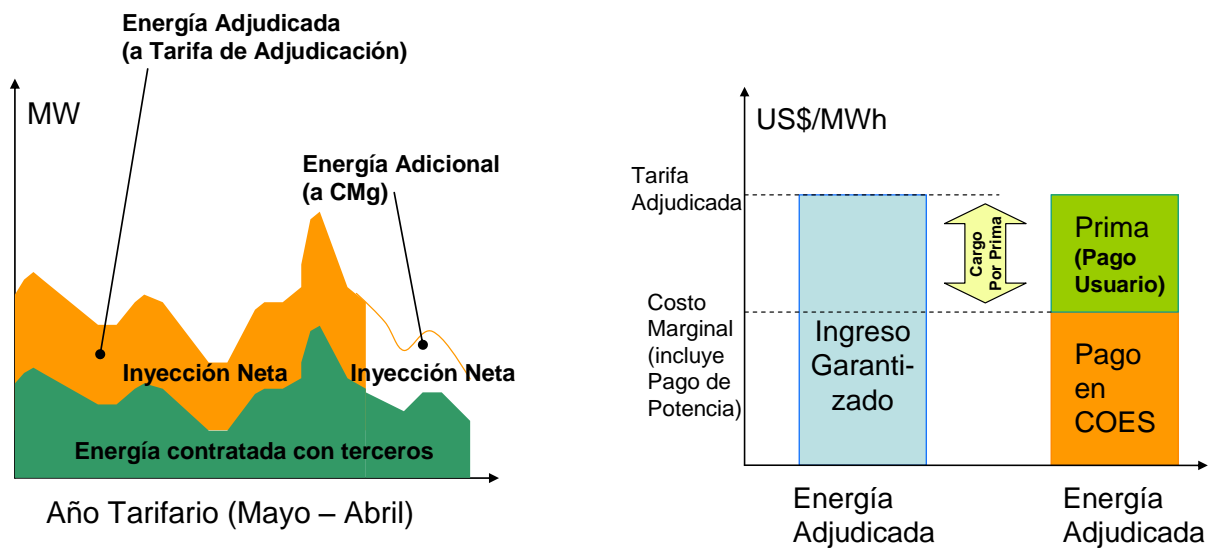 Energía Adjudicada
(a Tarifa de Adjudicación)
MW
Energía Adicional
(a CMg)
Inyección Neta
Inyección Neta
Energía contratada con terceros
Año Tarifario (Mayo – Abril)
US$/MWh
Tarifa
Adjudicada
Costo
Marginal
(incluye
Pago de
Potencia)
Ingreso
Garanti-
zado
Cargo
Por Prima
Prima
(Pago
Usuario)
Pago
en
COES
Energía
Adjudicada
Energía
Adjudicada